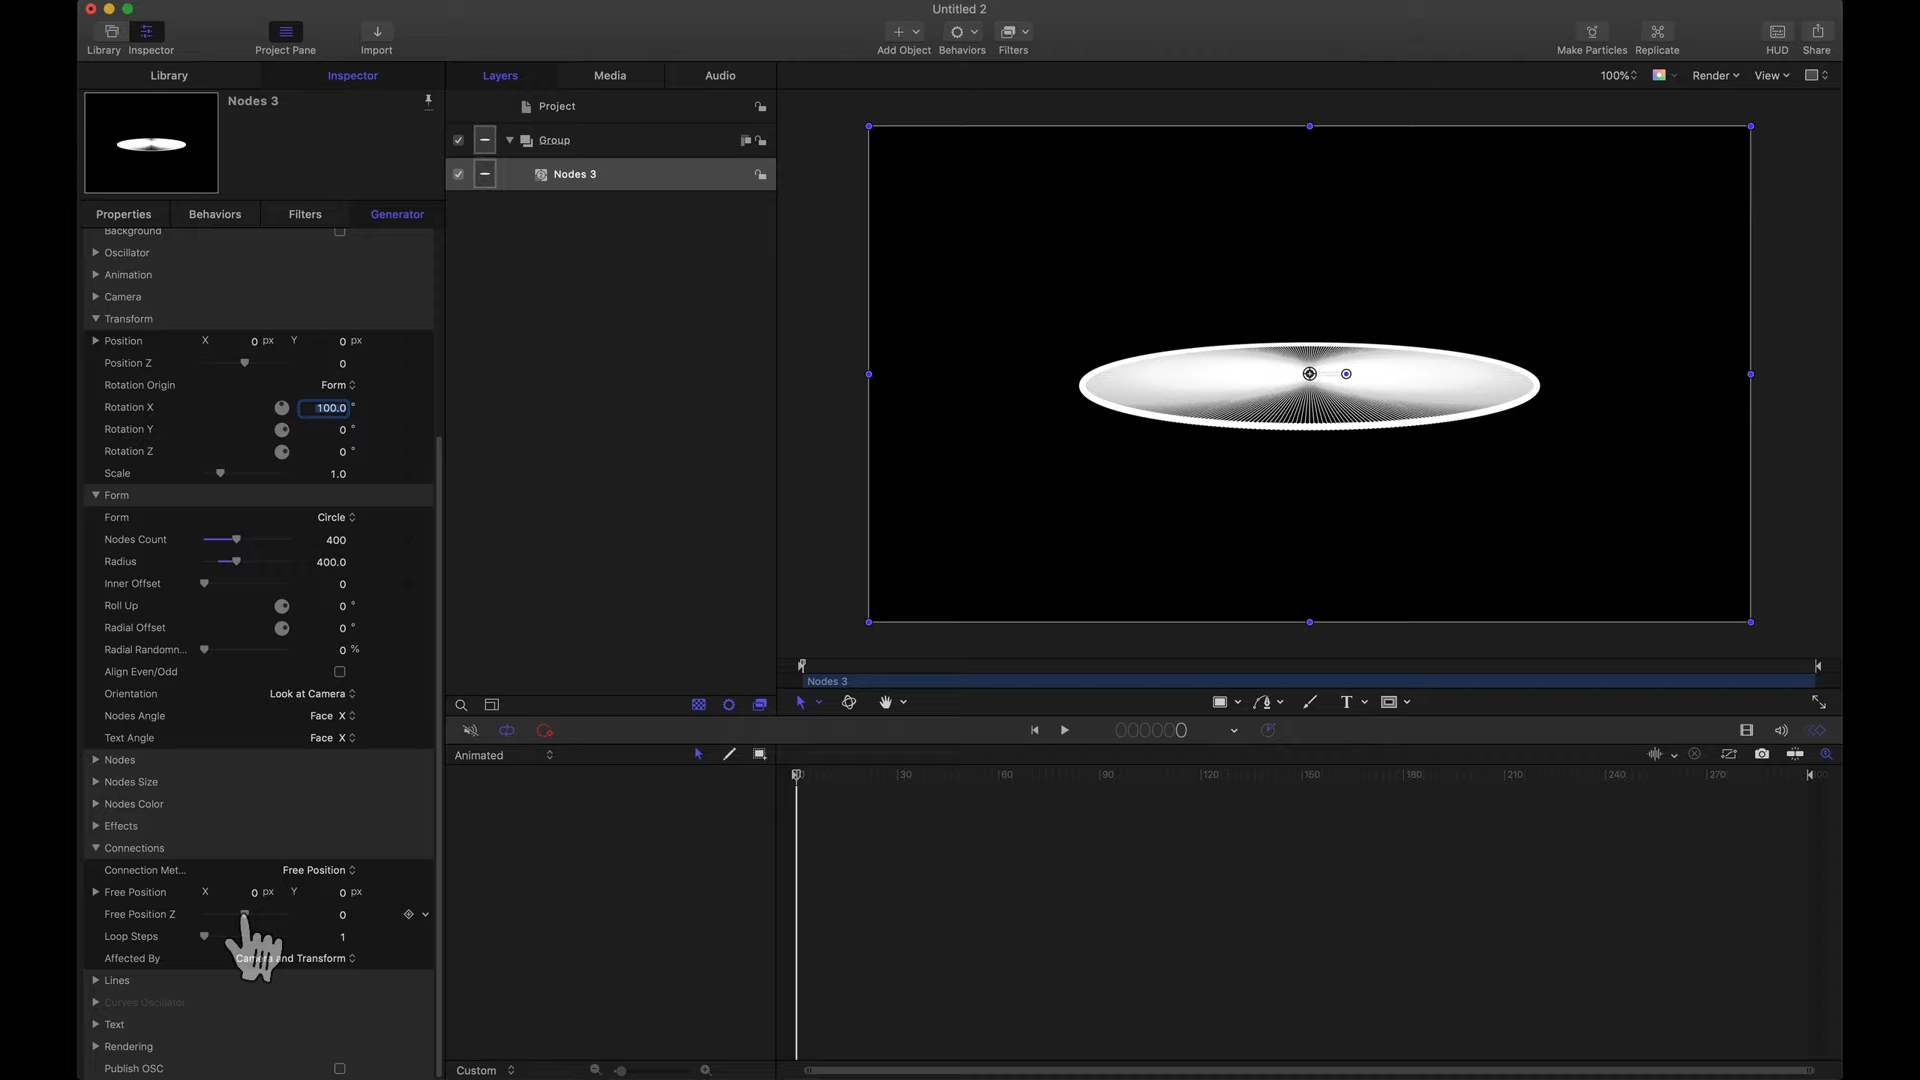 Untitled 2
Library Inspector Project Pane Import Add Object Behaviors Filters Make Particles Replicate HUD Share
Library Inspector Layers Media Audio 100% Render View
Nodes 3
Project
Group
Nodes 3
Properties Behaviors Filters Generator
Background
Oscillator
Animation
Camera
Transform
Position X 0 px Y 0 px
Position Z 0
Rotation Origin Form
Rotation X 100.0 °
Rotation Y 0 °
Rotation Z 0 °
Scale 1.0
Form
Form Circle
Nodes Count 400
Radius 400.0
Inner Offset 0
Roll Up 0 °
Radial Offset 0 °
Radial Randomn... 0 %
Align Even/Odd
Orientation Look at Camera
Nodes Angle Face X
Text Angle Face X
Nodes
Nodes Size
Nodes Color
Effects
Connections
Connection Met... Free Position
Free Position X 0 px Y 0 px
Free Position Z 0
Loop Steps 1
Affected By Camera and Transform
Lines
Curves Oscillator
Text
Rendering
Publish OSC
Nodes 3
T
000000
Animated
30 60 90 120 150 180 210 240 270
Custom